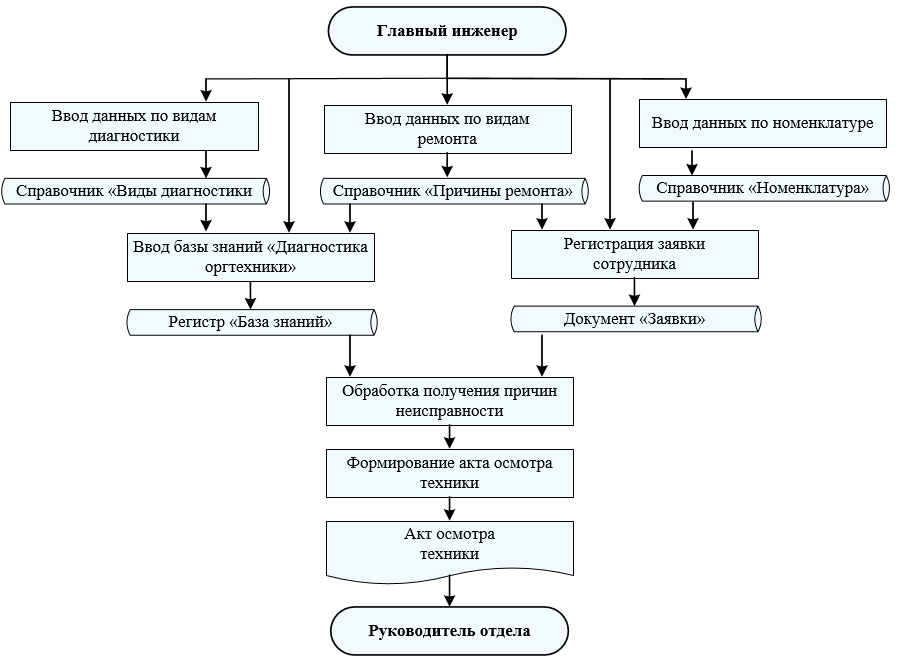 Главный инженер
Ввод данных по видам
диагностики
Ввод данных по видам
ремонта
Ввод данных по номенклатуре
Справочник «Виды диагностики
Справочник «Причины ремонта»
Справочник «Номенклатура»
Ввод базы знаний «Диагностика
оргтехники»
Регистрация заявки
сотрудника
Регистр «База знаний»
Документ «Заявки»
Обработка получения причин
неисправности
Формирование акта осмотра
техники
Акт осмотра
техники
Руководитель отдела